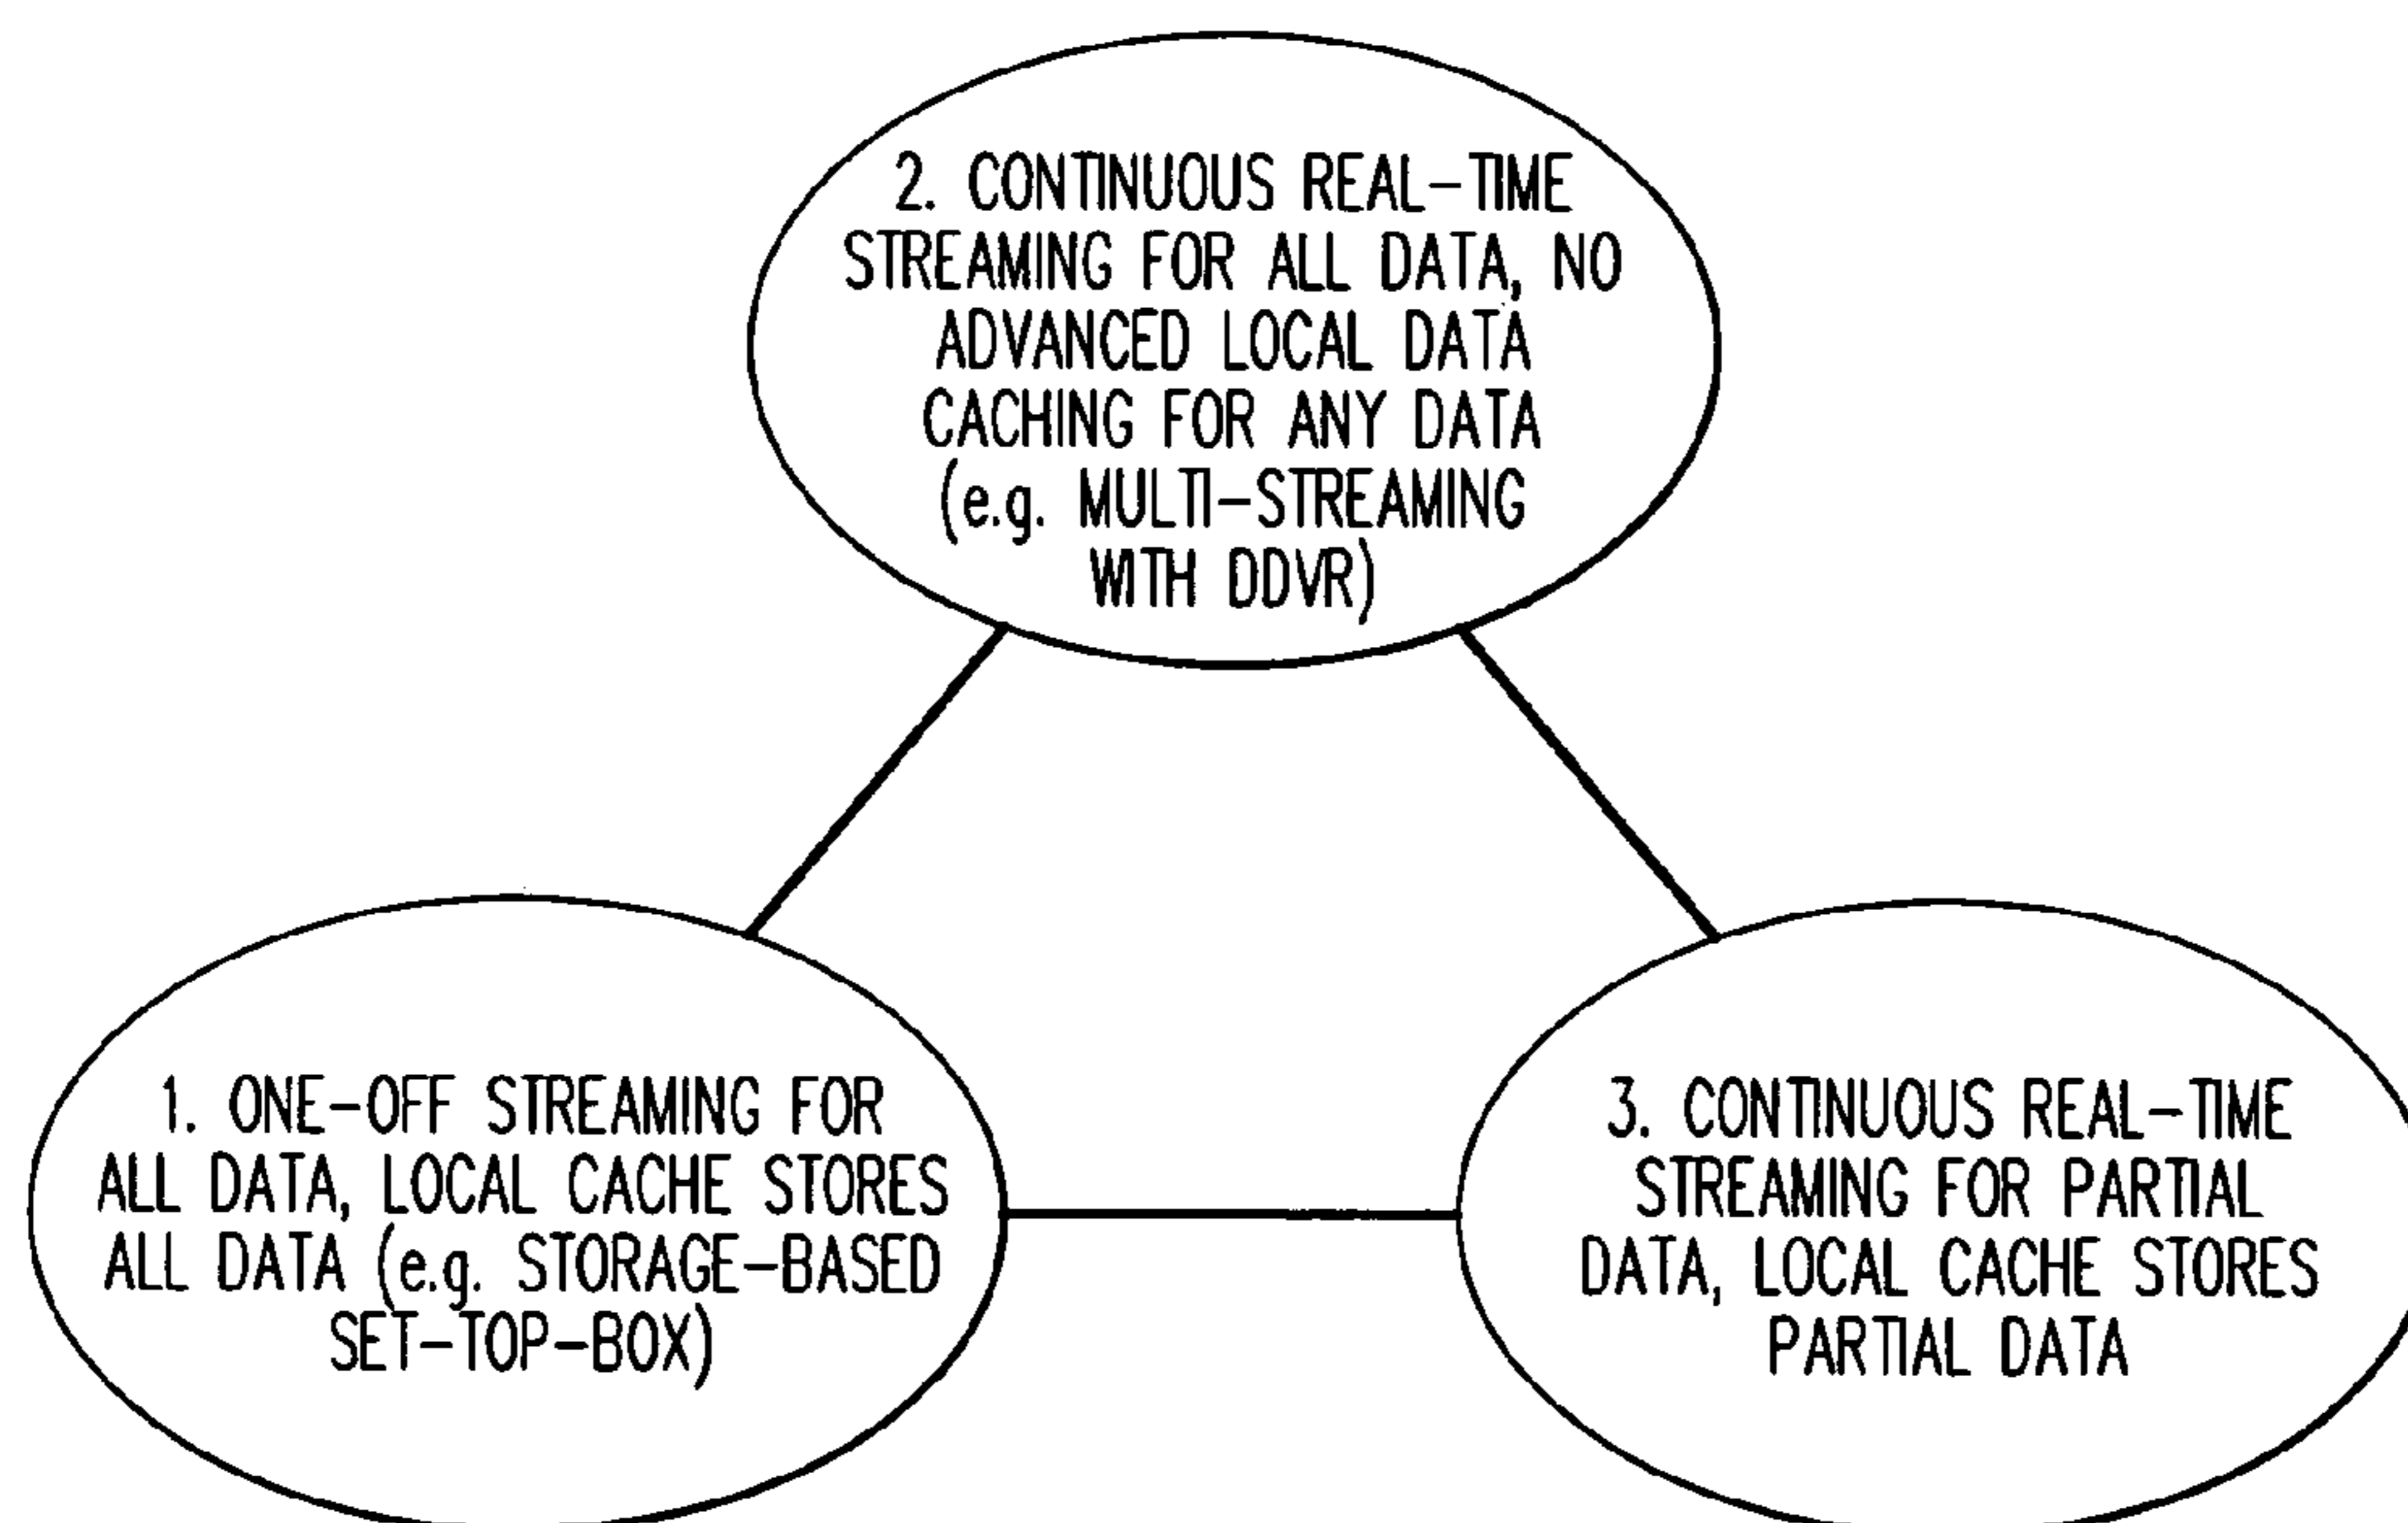 2. CONTINUOUS REAL-TIME
STREAMING FOR ALL DATA, NO
ADVANCED LOCAL DATA
CACHING FOR ANY DATA
(e.g. MULTI-STREAMING
WITH DDVR)
1. ONE-OFF STREAMING FOR
ALL DATA, LOCAL CACHE STORES
ALL DATA (e.g. STORAGE-BASED
SET-TOP-BOX)
3. CONTINUOUS REAL-TIME
STREAMING FOR PARTIAL
DATA, LOCAL CACHE STORES
PARTIAL DATA